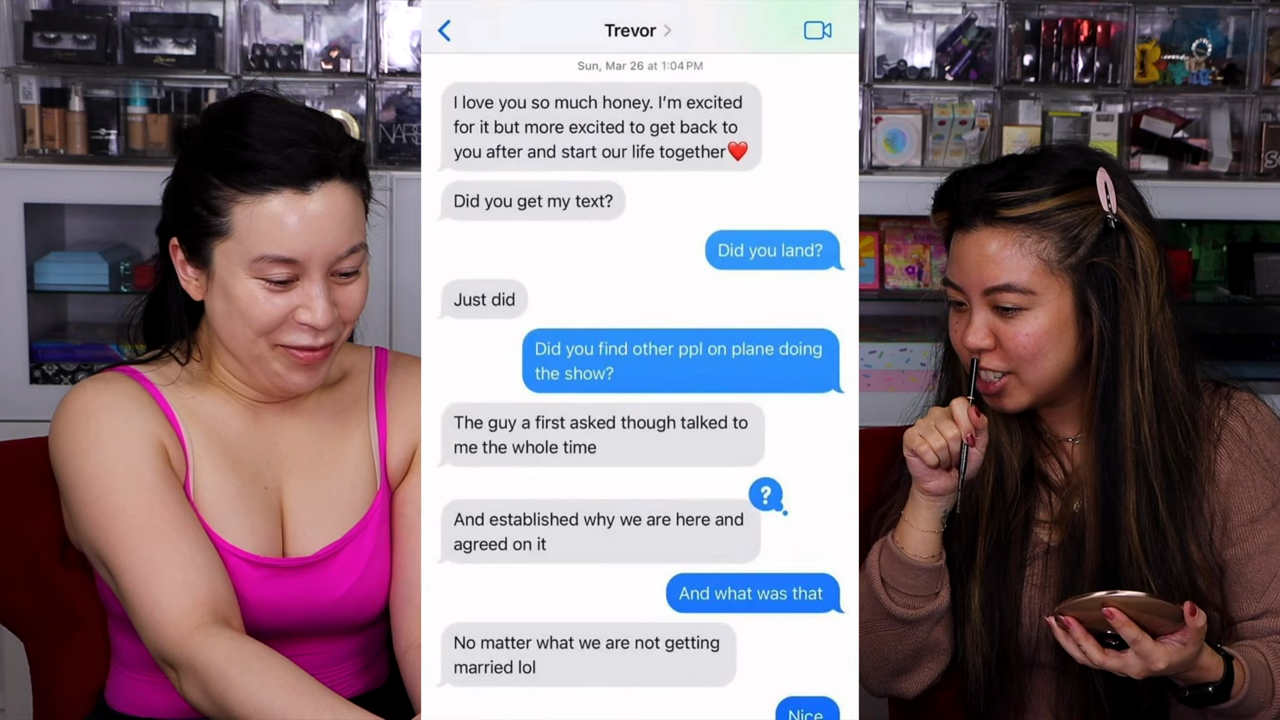 Trevor
Sun, Mar 26 at 1:04 PM
I love you so much honey. I'm excited
for it but more excited to get back to
you after and start our life together❤️
Did you get my text?
Did you land?
Just did
Did you find other ppl on plane doing
the show?
The guy a first asked though talked to
me the whole time
?
And established why we are here and
agreed on it
And what was that
No matter what we are not getting
married lol
Nice
NARS